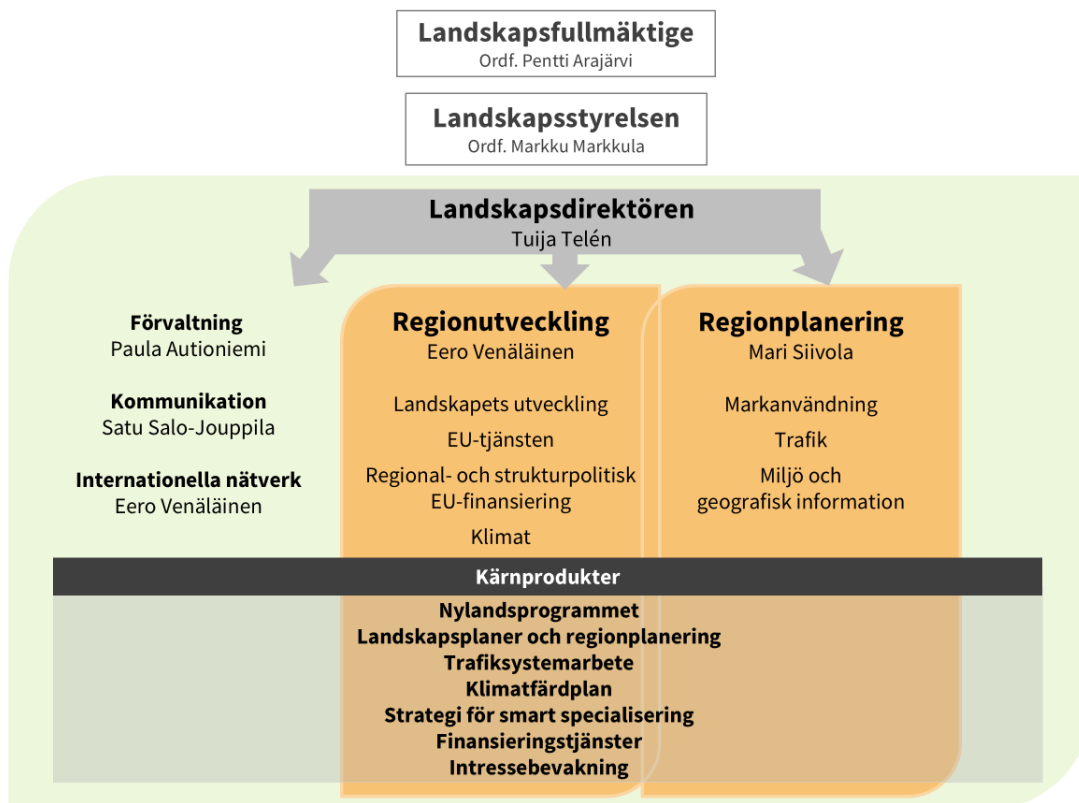 Landskapsfullmäktige
Ordf. Pentti Arajärvi
Landskapsstyrelsen
Ordf. Markku Markkula
Landskapsdirektören
Tuija Telén
Förvaltning
Paula Autioniemi
Kommunikation
Satu Salo-Jouppila
Internationella nätverk
Eero Venäläinen
Regionutveckling
Eero Venäläinen
Landskapets utveckling
EU-tjänsten
Regional- och strukturpolitisk
EU-finansiering
Klimat
Regionplanering
Mari Siivola
Markanvändning
Trafik
Miljö och
geografisk information
Kärnprodukter
Nylandsprogrammet
Landskapsplaner och regionplanering
Trafiksystemarbete
Klimatfärdplan
Strategi för smart specialisering
Finansieringstjänster
Intressebevakning